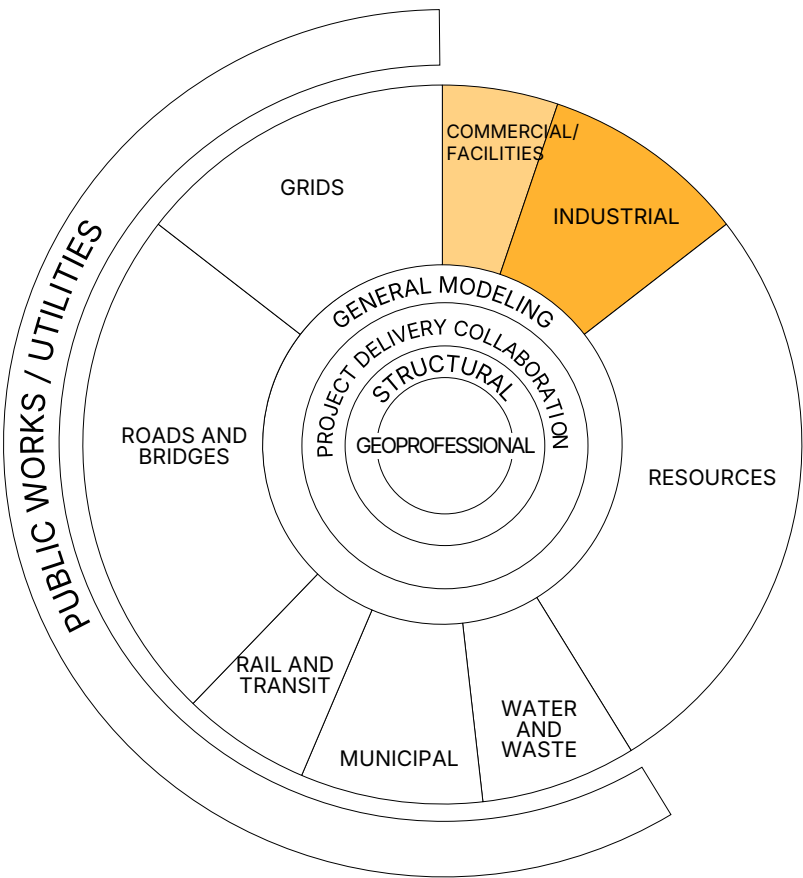 PUBLIC WORKS / UTILITIES
GRIDS
COMMERCIAL/
FACILITIES
INDUSTRIAL
GENERAL MODELING
PROJECT DELIVERY COLLABORATION
STRUCTURAL
GEOPROFESSIONAL
ROADS AND
BRIDGES
RESOURCES
RAIL AND
TRANSIT
MUNICIPAL
WATER
AND
WASTE